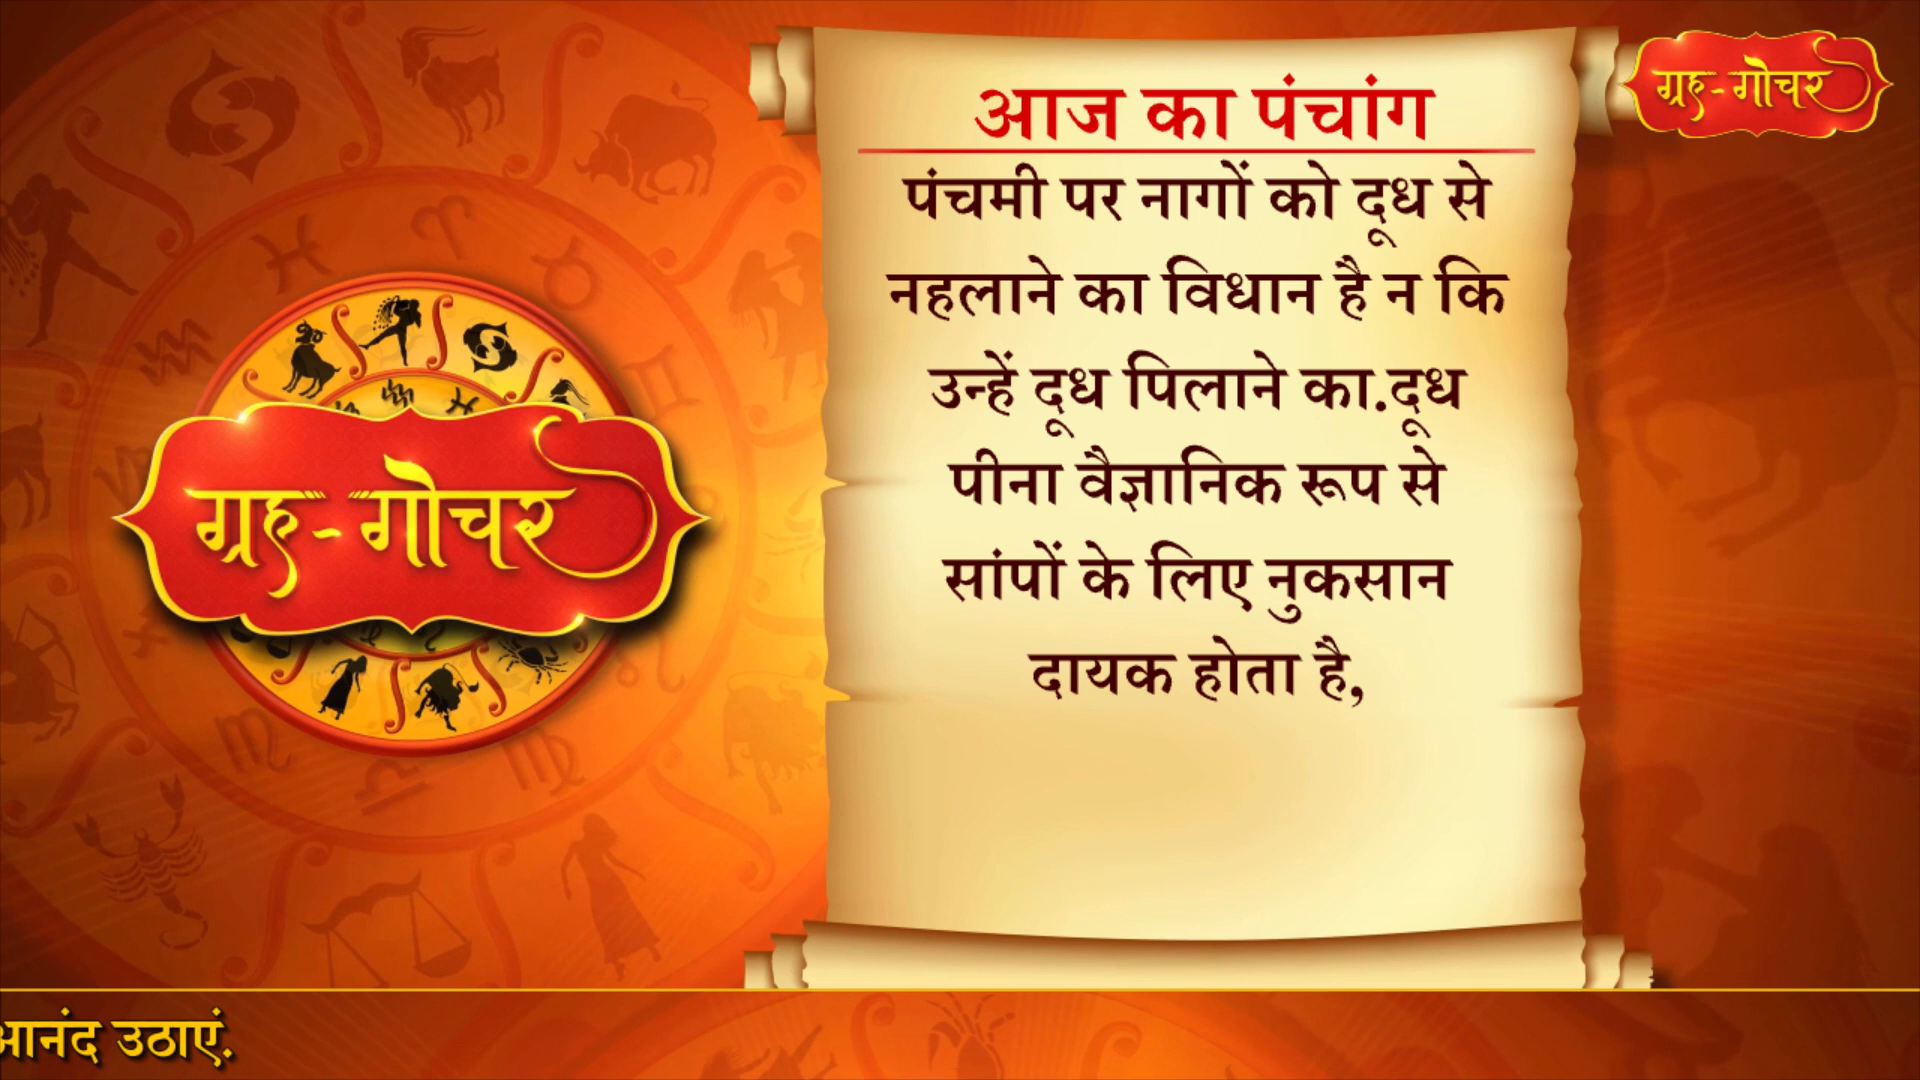 ग्रह-गोचर
आज का पंचांग
पंचमी पर नागों को दूध से
नहलाने का विधान है न कि
उन्हें दूध पिलाने का.दूध
पीना वैज्ञानिक रूप से
सांपों के लिए नुकसान
दायक होता है,
ग्रह-गोचर
आनंद उठाएं.